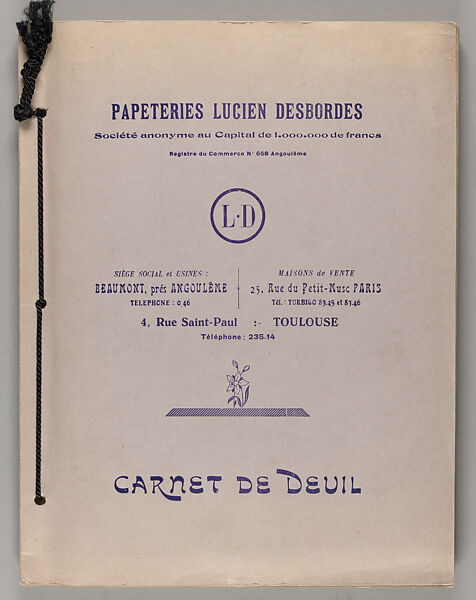 PAPETERIES LUCIEN DESBORDES
Société anonyme au Capital de 1.000.000 de francs
Registre du Commerce N° 658 Angoulême
L·D
SIÈGE SOCIAL et USINES :
BEAUMONT, prés ANGOULÊME
TELEPHONE : 0,46
MAISONS de VENTE
25, Rue du Petit-Musc PARIS
Tél. : TURBIGO 83.45 et 83.46
4, Rue Saint-Paul :- TOULOUSE
Téléphone : 235.14
CARNET DE DEUIL